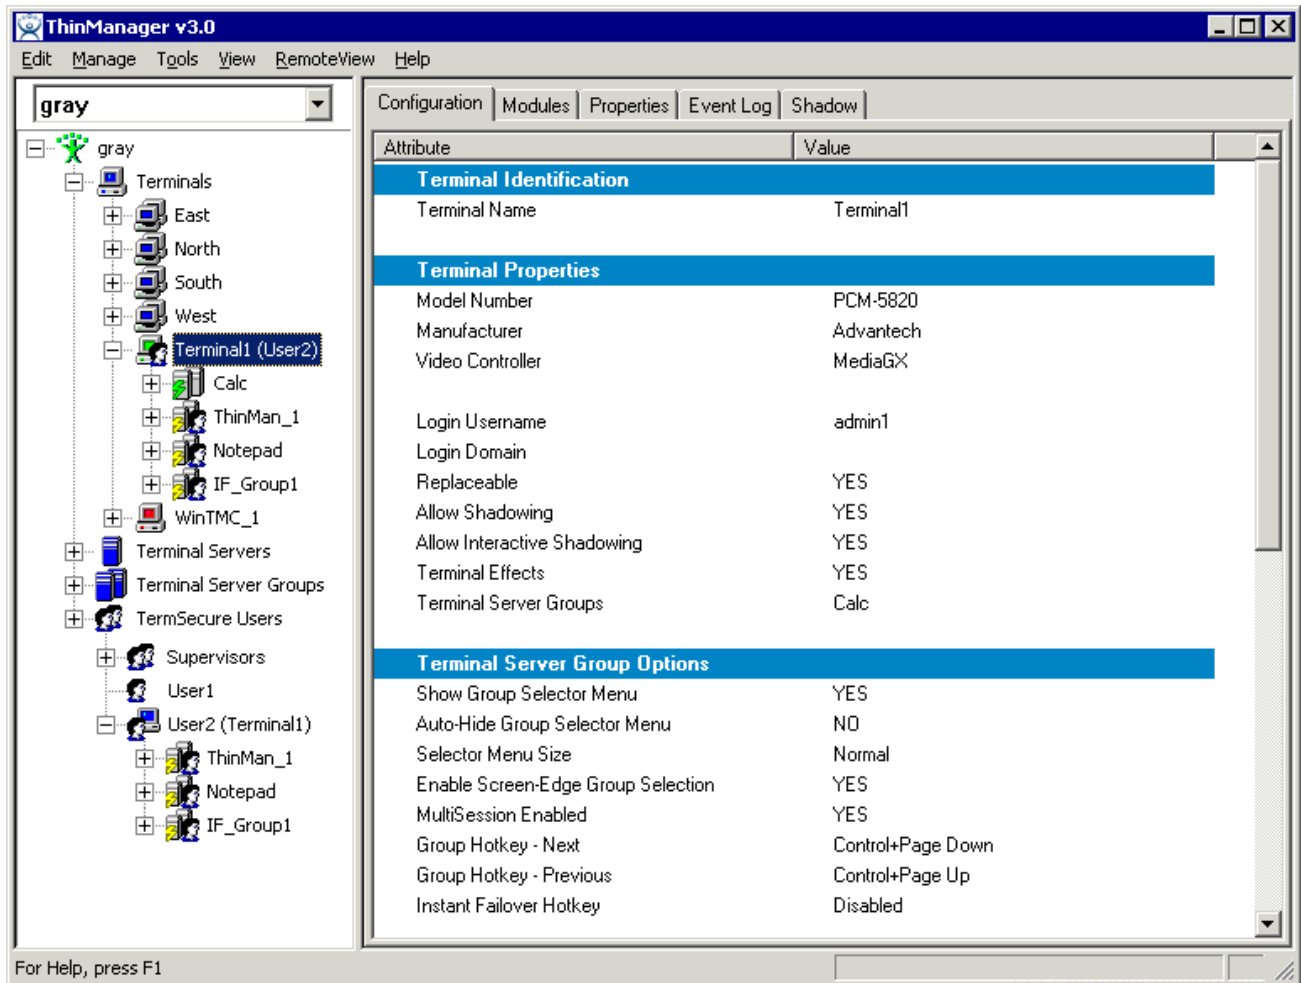 ThinManager v3.0
Edit Manage Tools View RemoteView Help
gray
gray
Terminals
East
North
South
West
Terminal1 (User2)
Calc
ThinMan_1
Notepad
IF_Group1
WinTMC_1
Terminal Servers
Terminal Server Groups
TermSecure Users
Supervisors
User1
User2 (Terminal1)
ThinMan_1
Notepad
IF_Group1
Configuration Modules Properties Event Log Shadow
Attribute Value
Terminal Identification
Terminal Name Terminal1
Terminal Properties
Model Number PCM-5820
Manufacturer Advantech
Video Controller MediaGX
Login Username admin1
Login Domain
Replaceable YES
Allow Shadowing YES
Allow Interactive Shadowing YES
Terminal Effects YES
Terminal Server Groups Calc
Terminal Server Group Options
Show Group Selector Menu YES
Auto-Hide Group Selector Menu NO
Selector Menu Size Normal
Enable Screen-Edge Group Selection YES
MultiSession Enabled YES
Group Hotkey - Next Control+Page Down
Group Hotkey - Previous Control+Page Up
Instant Failover Hotkey Disabled
For Help, press F1